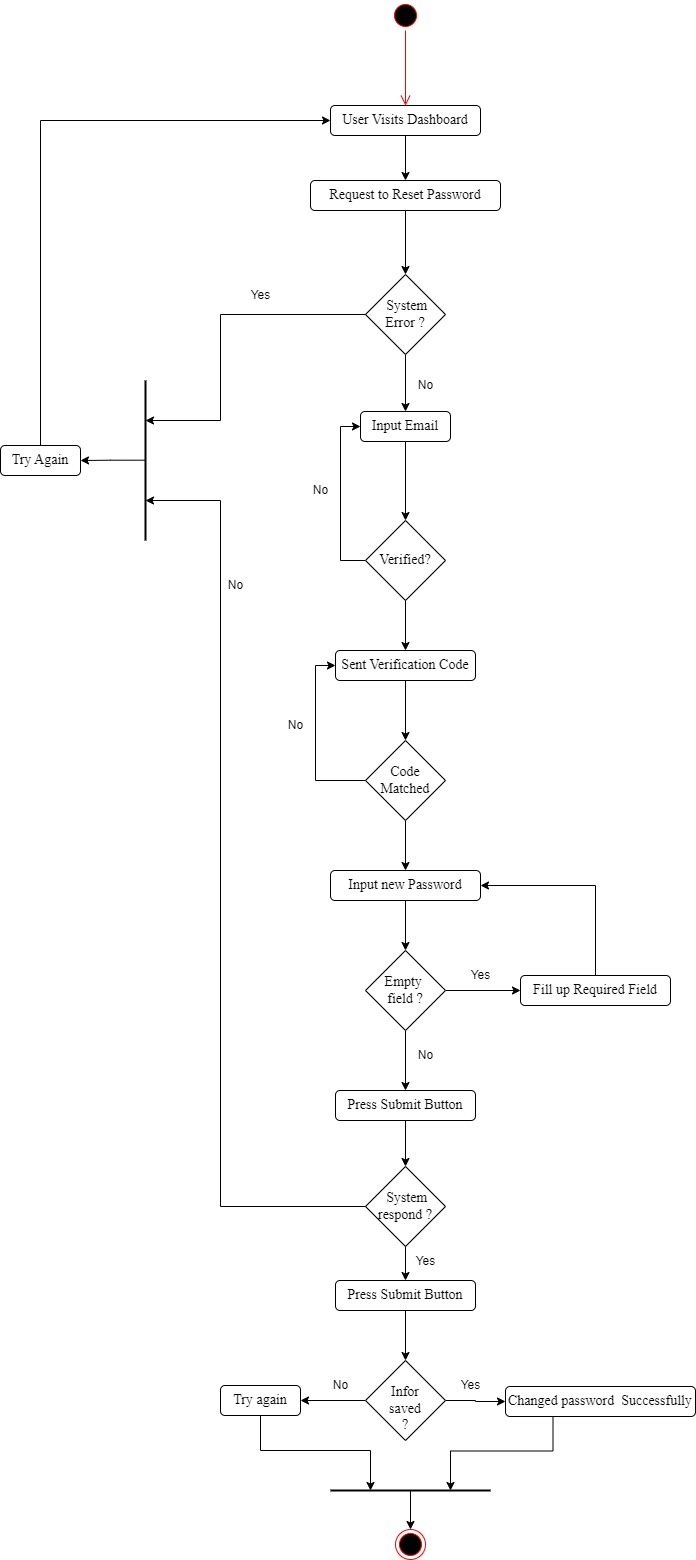 User Visits Dashboard
Request to Reset Password
Yes
System
Error ?
No
Input Email
Try Again
No
Verified?
No
Sent Verification Code
No
Code
Matched
Input new Password
Empty
field ?
Yes
Fill up Required Field
No
Press Submit Button
System
respond ?
Yes
Press Submit Button
No
Yes
Try again
Infor
saved
?
Changed password  Successfully